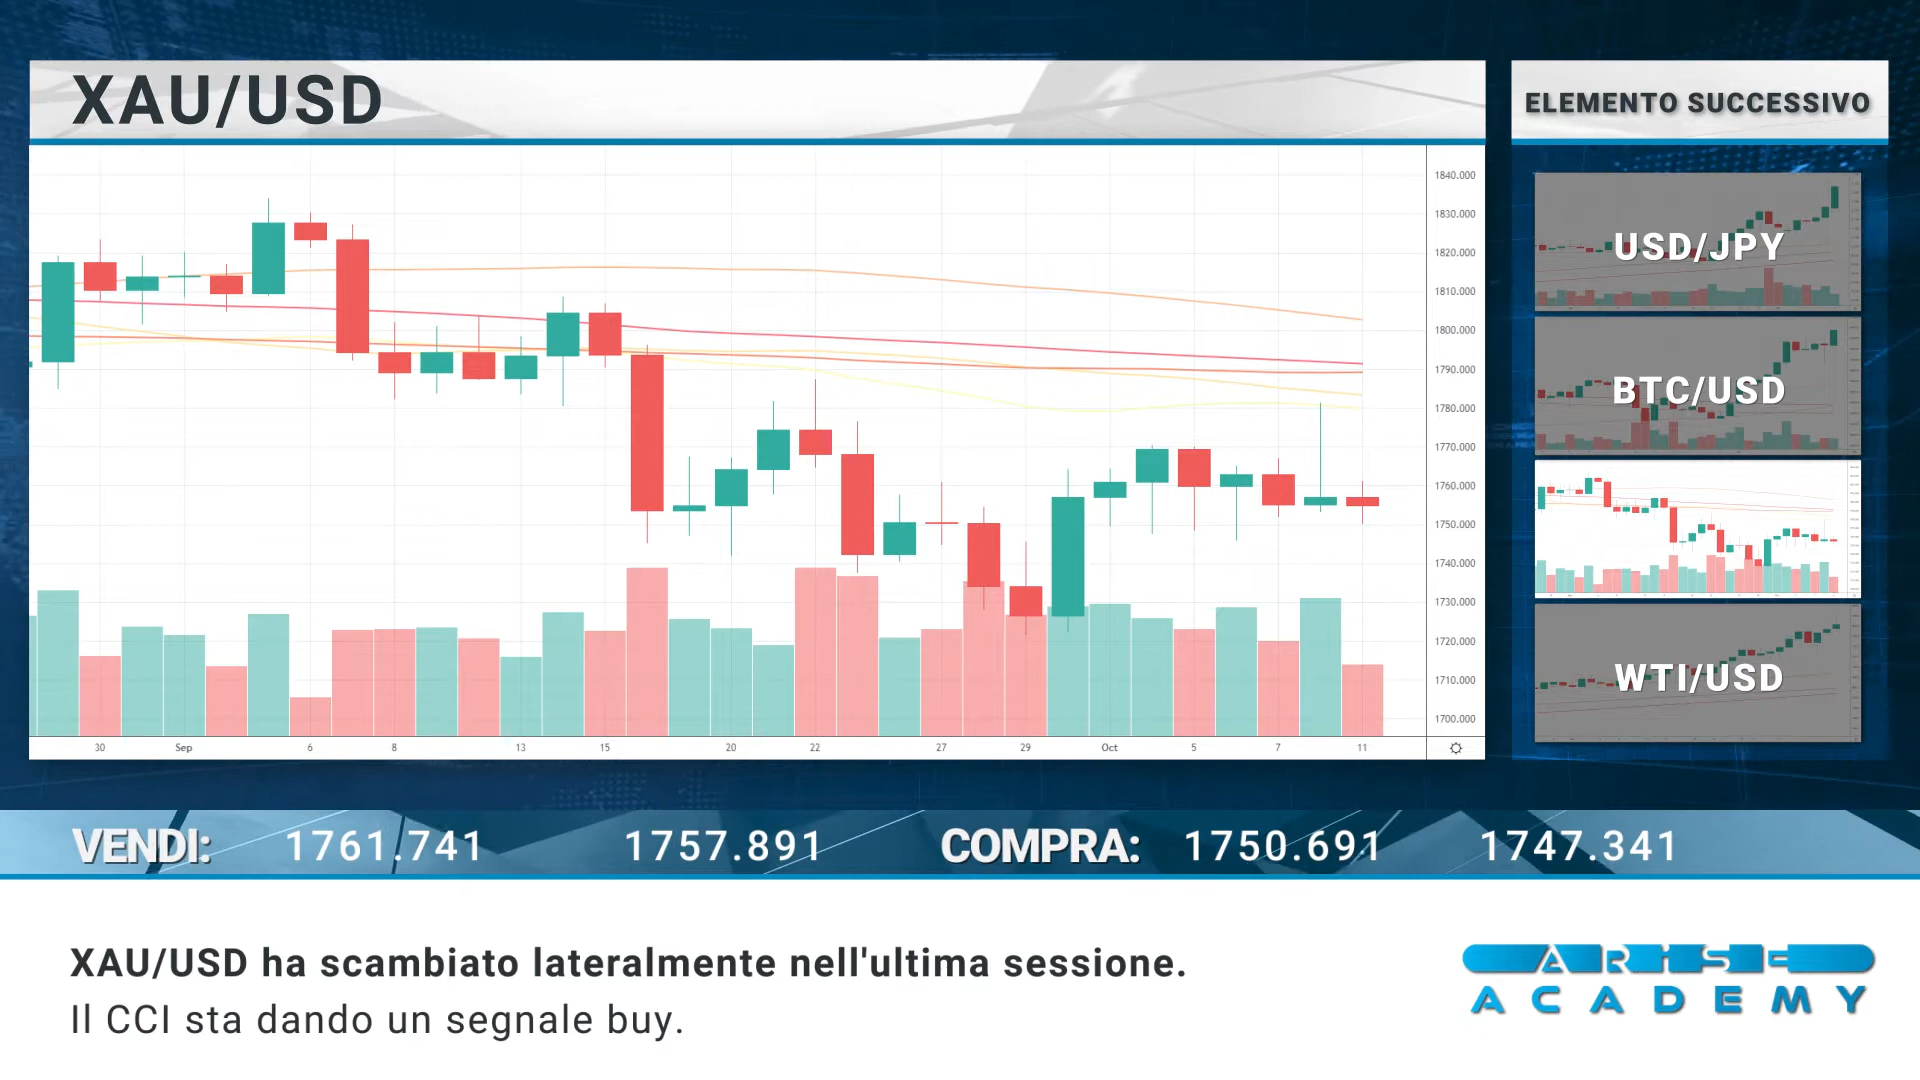 XAU/USD
ELEMENTO SUCCESSIVO
1840.000
1830.000
1820.000
1810.000
1800.000
1790.000
1780.000
1770.000
1760.000
1750.000
1740.000
1730.000
1720.000
1710.000
1700.000
30 Sep 6 8 13 15 20 22 27 29 Oct 5 7 11
USD/JPY
BTC/USD
WTI/USD
VENDI: 1761.741 1757.891 COMPRA: 1750.691 1747.341
XAU/USD ha scambiato lateralmente nell'ultima sessione.
Il CCI sta dando un segnale buy.
ARISE
ACADEMY